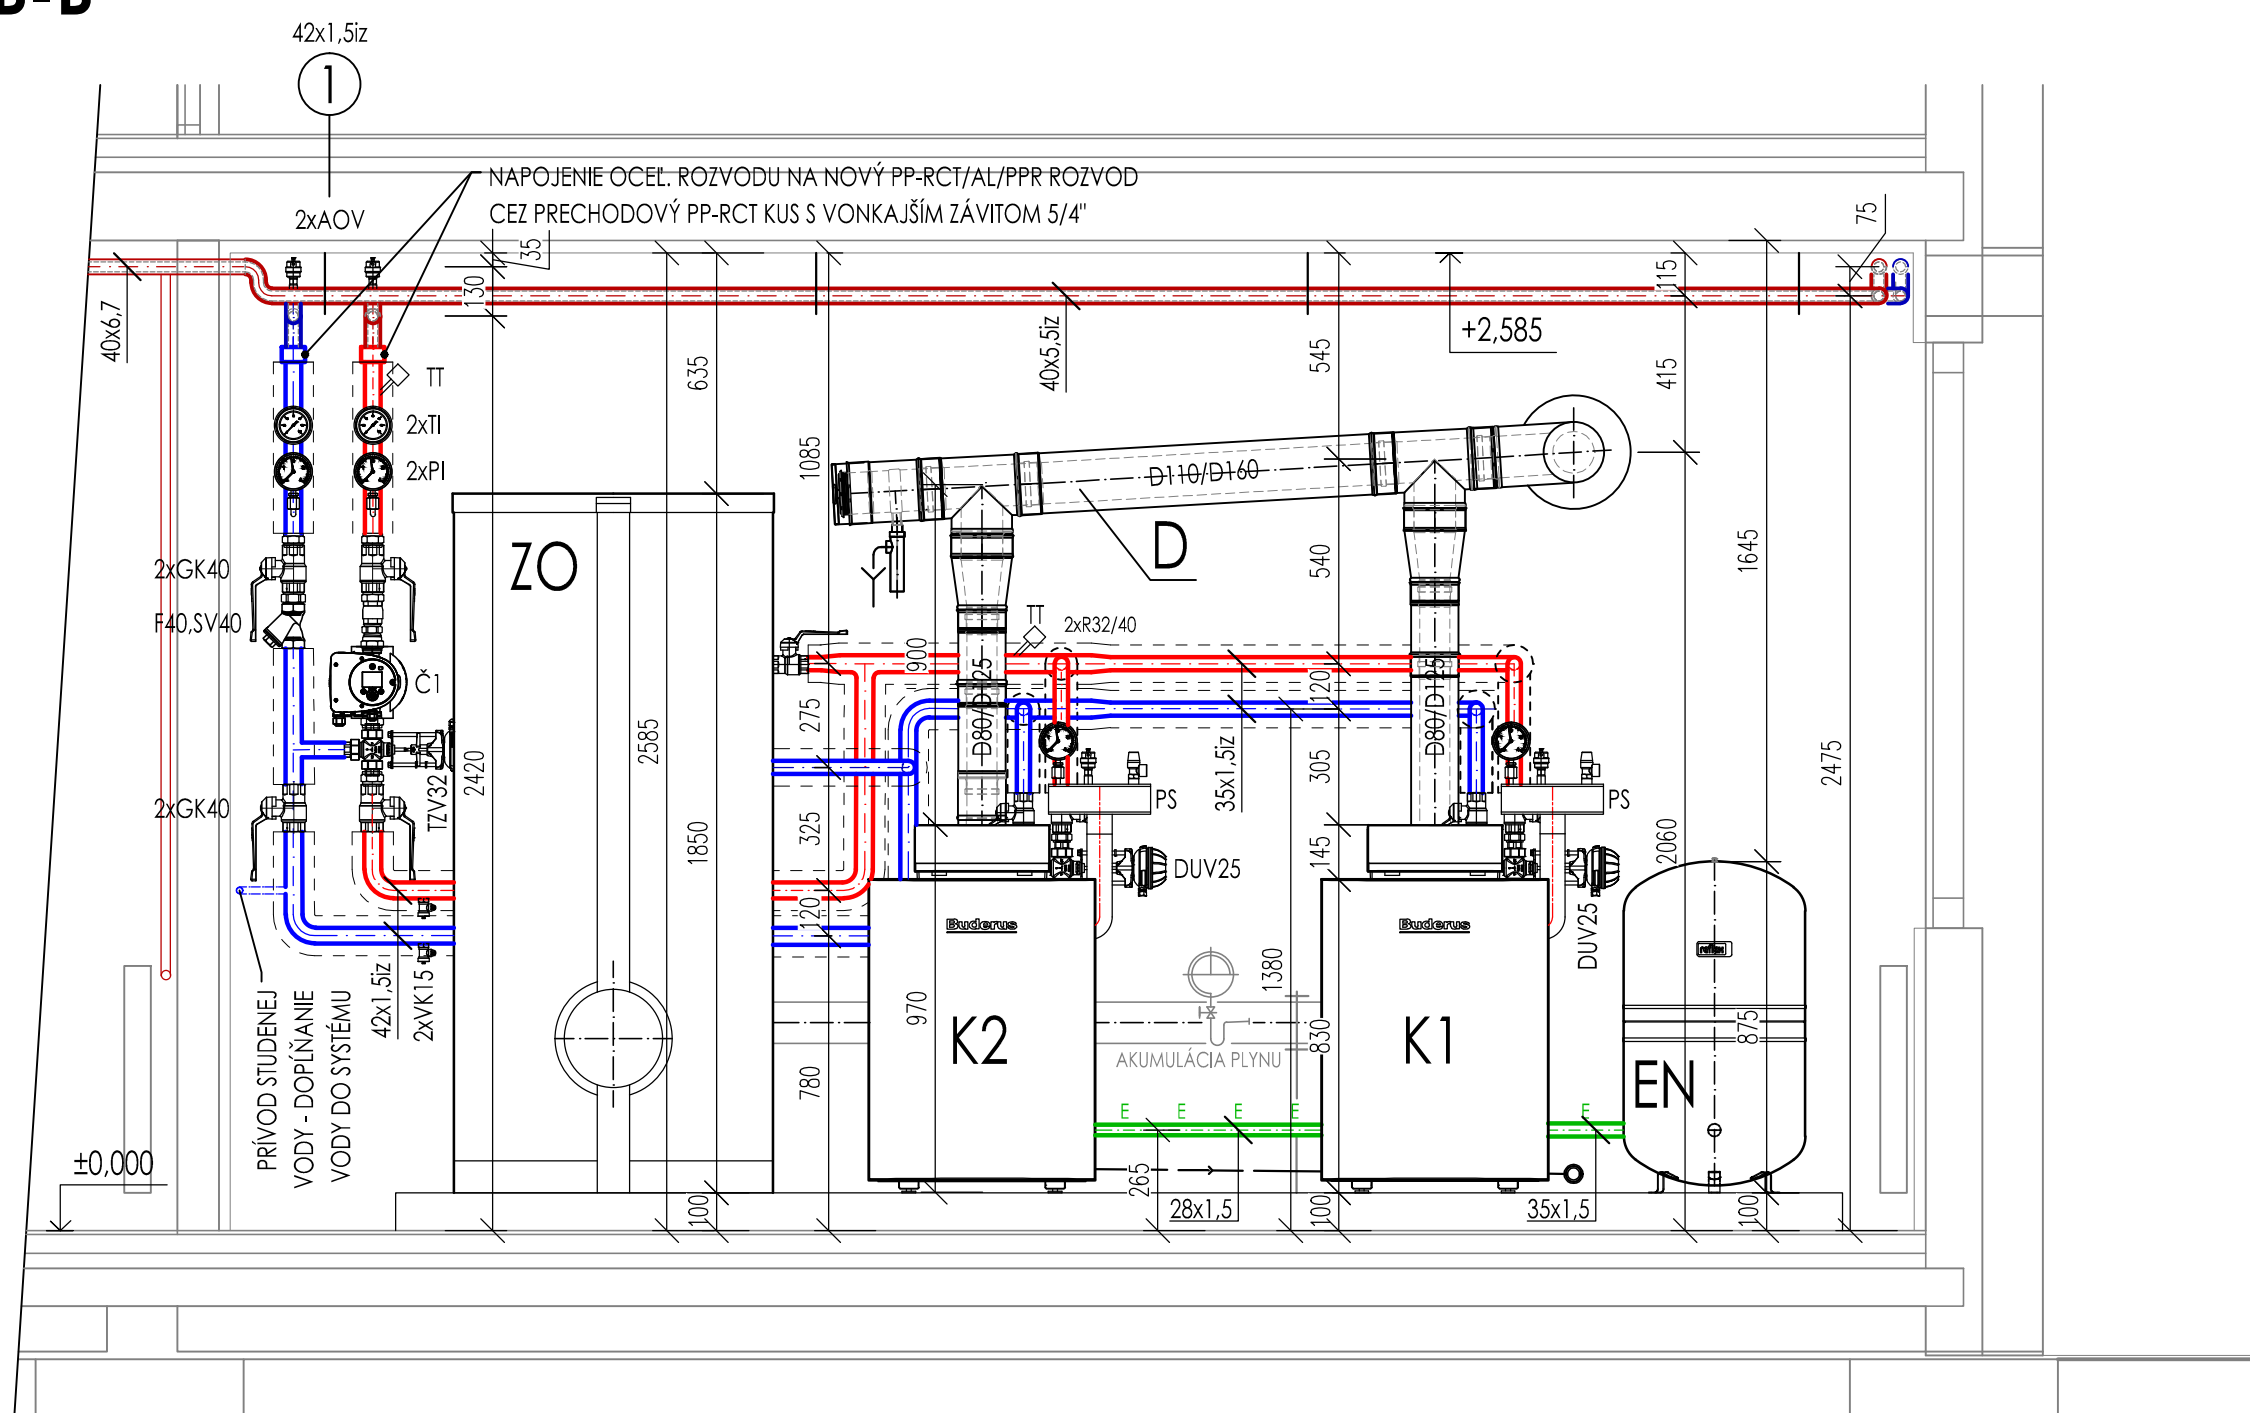 B-B
42x1,5iz
1
2xAOV
NAPOJENIE OCEĽ. ROZVODU NA NOVÝ PP-RCT/AL/PPR ROZVOD
CEZ PRECHODOVÝ PP-RCT KUS S VONKAJŠÍM ZÁVITOM 5/4"
35
130
75
115
40x6,7
40x5,5iz
+2,585
545
635
415
TT
2xTI
2xPI
1085
D110/D160
D
ZO
540
1645
2xGK40
F40,SV40
TT
2xR32/40
900
Č1
120
275
D80/D125
D80/D125
2585
2420
305
35x1,5iz
2475
TZV32
2xGK40
PS
PS
325
1850
145
2060
DUV25
120
Buderus
Buderus
DUV25
reflex
42x1,5iz
2xVK15
970
1380
830
875
K2
K1
AKUMULÁCIA PLYNU
EN
780
PRÍVOD STUDENEJ
VODY - DOPĹŇANIE
VODY DO SYSTÉMU
E E E E E
±0,000
265
100
28x1,5
100
35x1,5
100